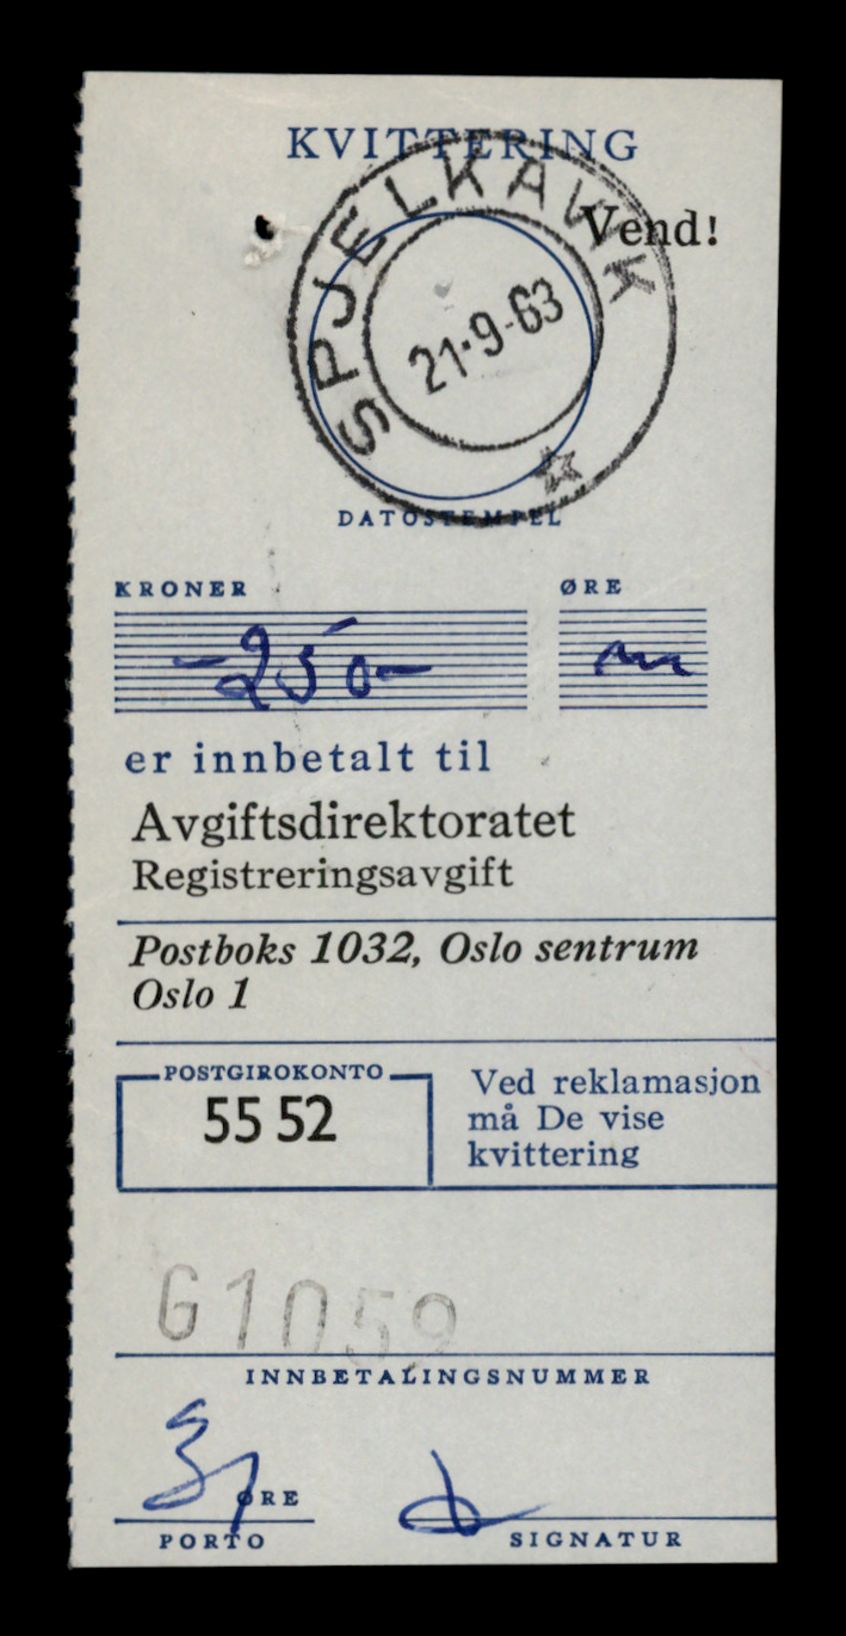 KVITTERING
Vend!
SPJELKAVIK
21·9-63
DATOSTEMPEL
KRONER ØRE
-250-
er innbetalt til
Avgiftsdirektoratet
Registreringsavgift
Postboks 1032, Oslo sentrum
Oslo 1
POSTGIROKONTO
55 52
Ved reklamasjon
må De vise
kvittering
G1059
INNBETALINGSNUMMER
ØRE
PORTO
SIGNATUR